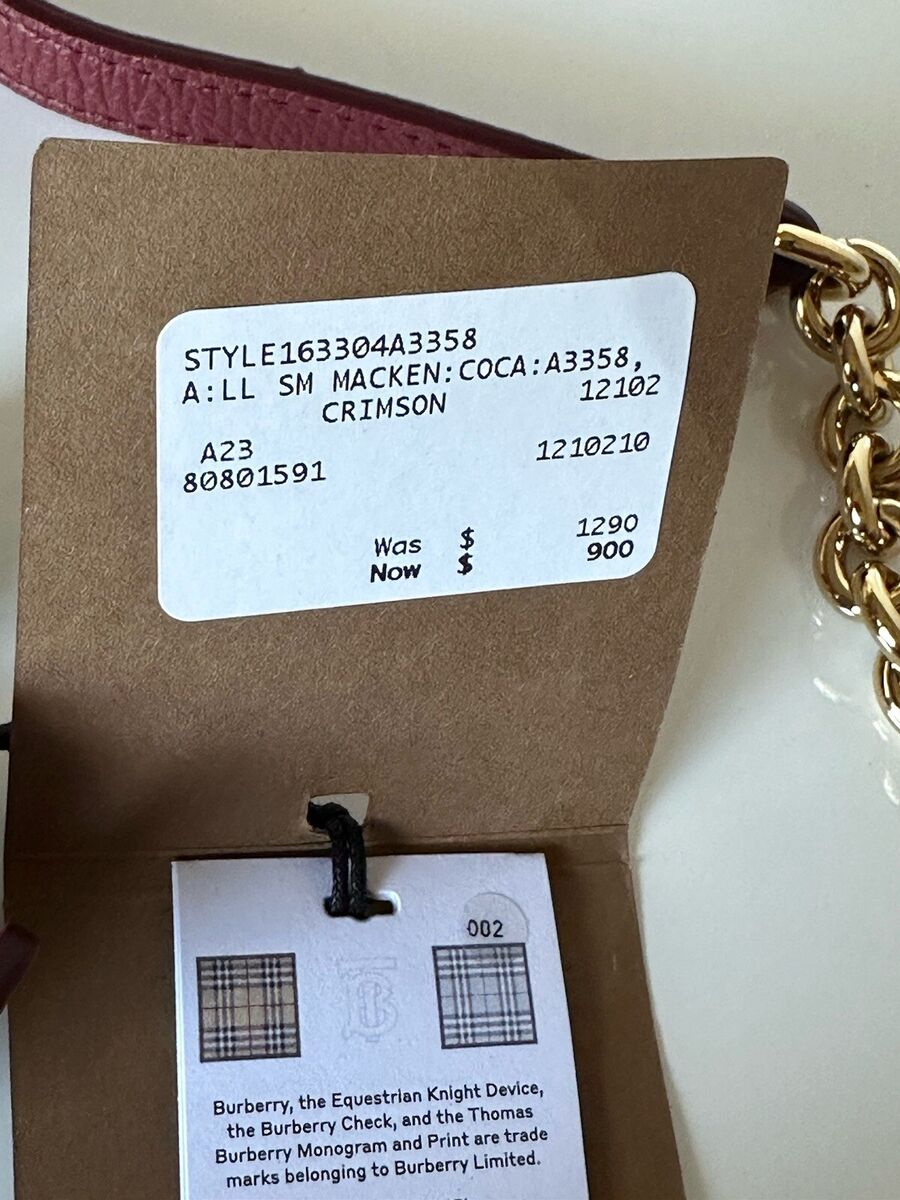 STYLE163304A3358
A:LL SM MACKEN:COCA:A3358,
CRIMSON 12102
A23 1210210
80801591
Was $ 1290
Now $ 900
002
Burberry, the Equestrian Knight Device,
the Burberry Check, and the Thomas
Burberry Monogram and Print are trade
marks belonging to Burberry Limited.